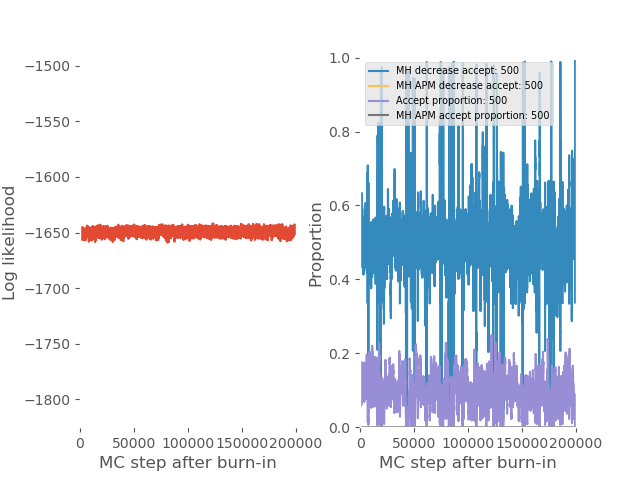 −1500
−1550
−1600
−1650
−1700
−1750
−1800
Log likelihood
0
50000
100000
150000
200000
MC step after burn-in
1.0
0.8
0.6
0.4
0.2
0.0
Proportion
MH decrease accept: 500
MH APM decrease accept: 500
Accept proportion: 500
MH APM accept proportion: 500
0
50000
100000
150000
200000
MC step after burn-in